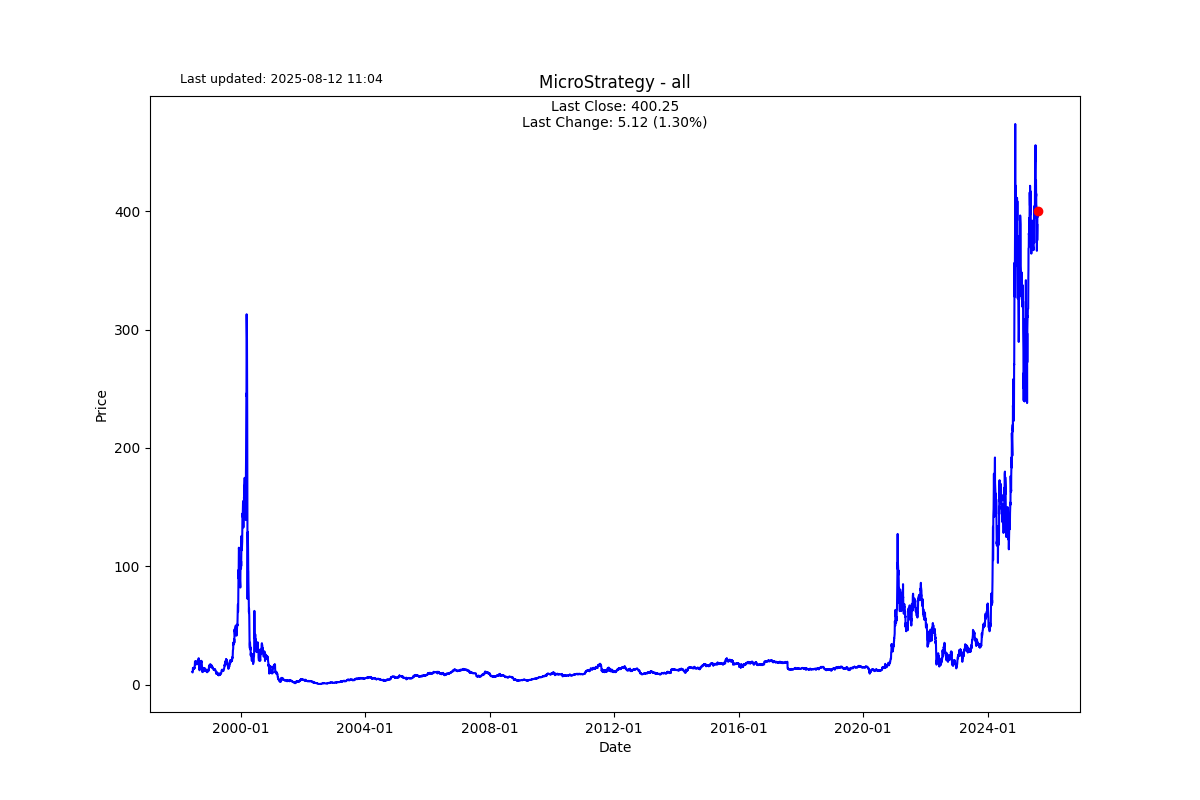 Last updated: 2025-08-12 11:04
MicroStrategy - all
Last Close: 400.25
Last Change: 5.12 (1.30%)
Price
400
300
200
100
0
2000-01
2004-01
2008-01
2012-01
2016-01
2020-01
2024-01
Date